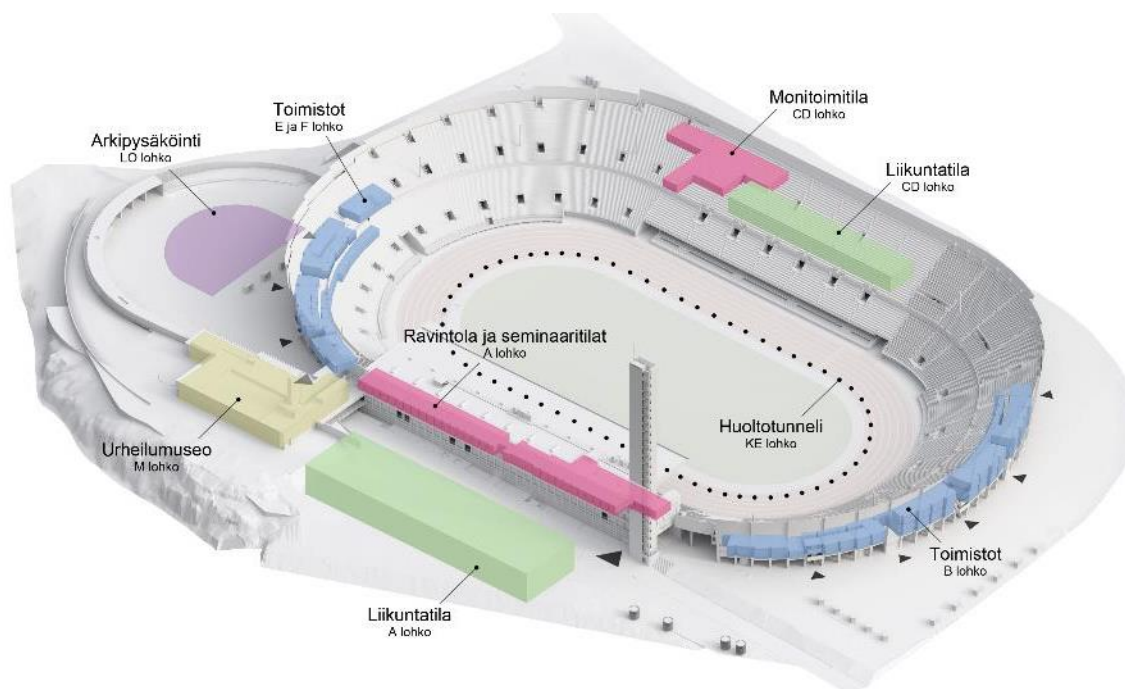 Monitoimitila
CD lohko
Toimistot
E ja F lohko
Arkipysäköinti
LO lohko
Liikuntatila
CD lohko
Ravintola ja seminaaritilat
A lohko
Huoltotunneli
KE lohko
Urheilumuseo
M lohko
Toimistot
B lohko
Liikuntatila
A lohko